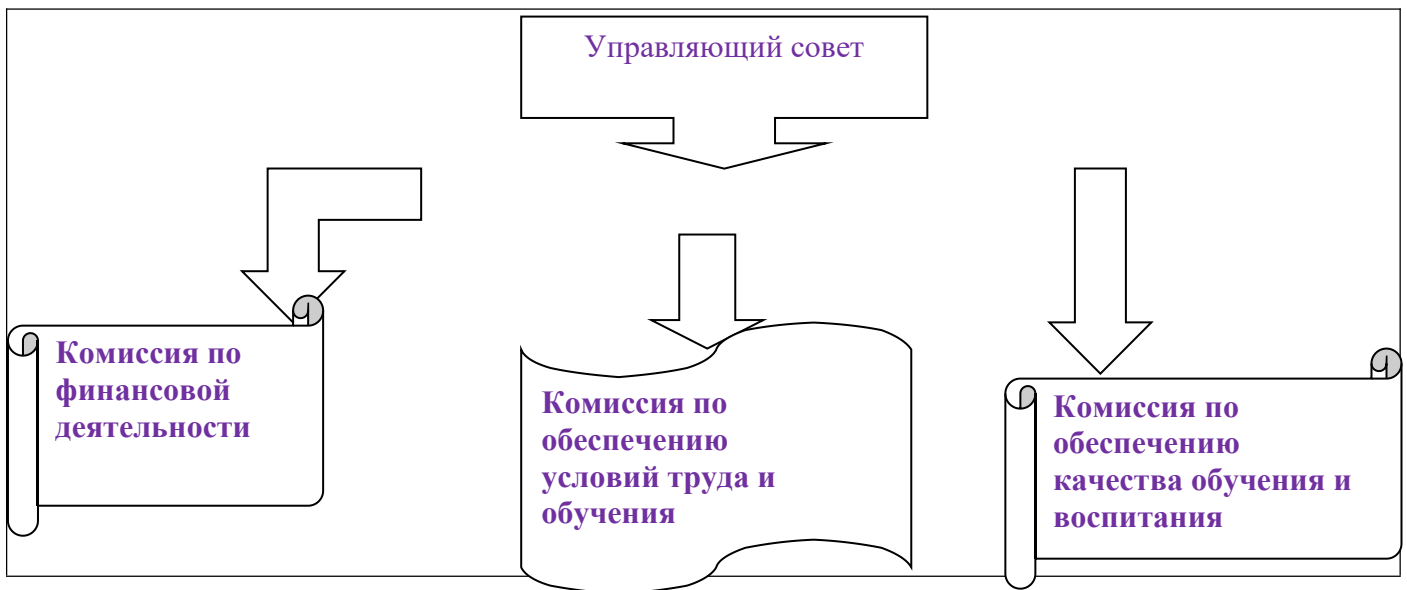 Управляющий совет
Комиссия по
финансовой
деятельности
Комиссия по
обеспечению
условий труда и
обучения
Комиссия по
обеспечению
качества обучения и
воспитания